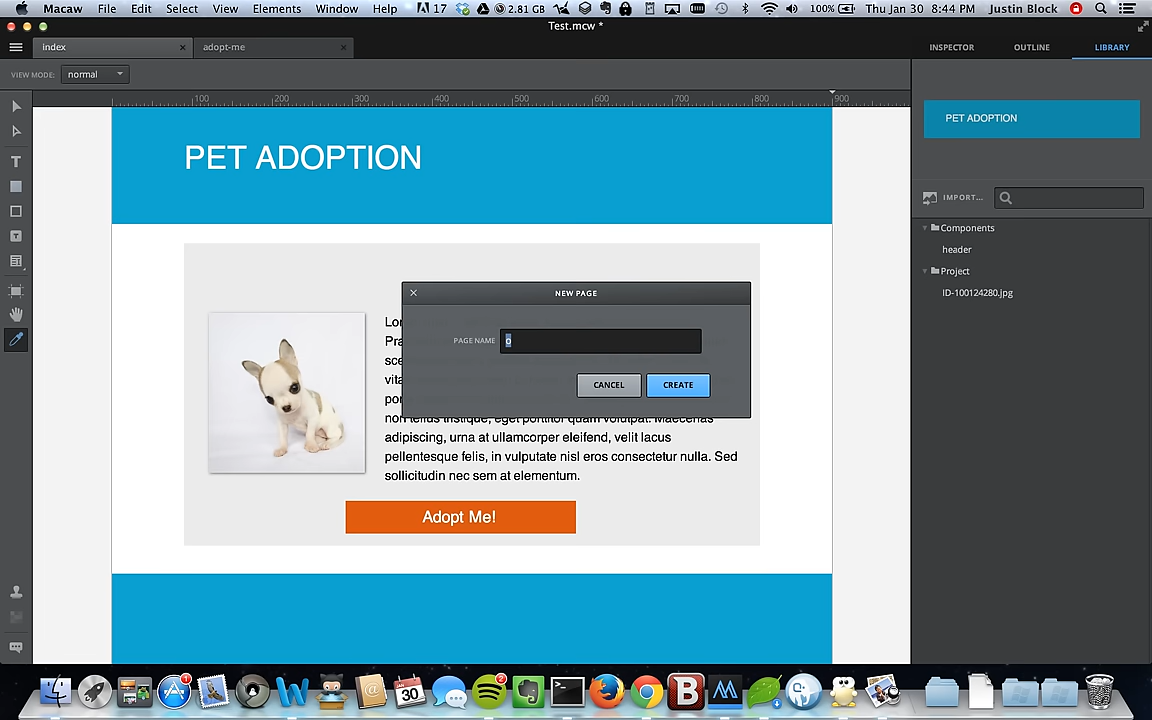 Macaw File Edit Select View Elements Window Help 17 2.81 GB 100% Thu Jan 30 8:44 PM Justin Block
Test.mcw *
index adopt-me INSPECTOR OUTLINE LIBRARY
VIEW MODE: normal
100 200 300 400 500 600 700 800 900
PET ADOPTION
PET ADOPTION
IMPORT...
Components
header
Project
ID-100124280.jpg
NEW PAGE
PAGE NAME o
CANCEL CREATE
Lor
Pra
sce
vita
por
non tellus tristique, eget porttitor quam volutpat. Maecenas
adipiscing, urna at ullamcorper eleifend, velit lacus
pellentesque felis, in vulputate nisl eros consectetur nulla. Sed
sollicitudin nec sem at elementum.
Adopt Me!
1 30 2